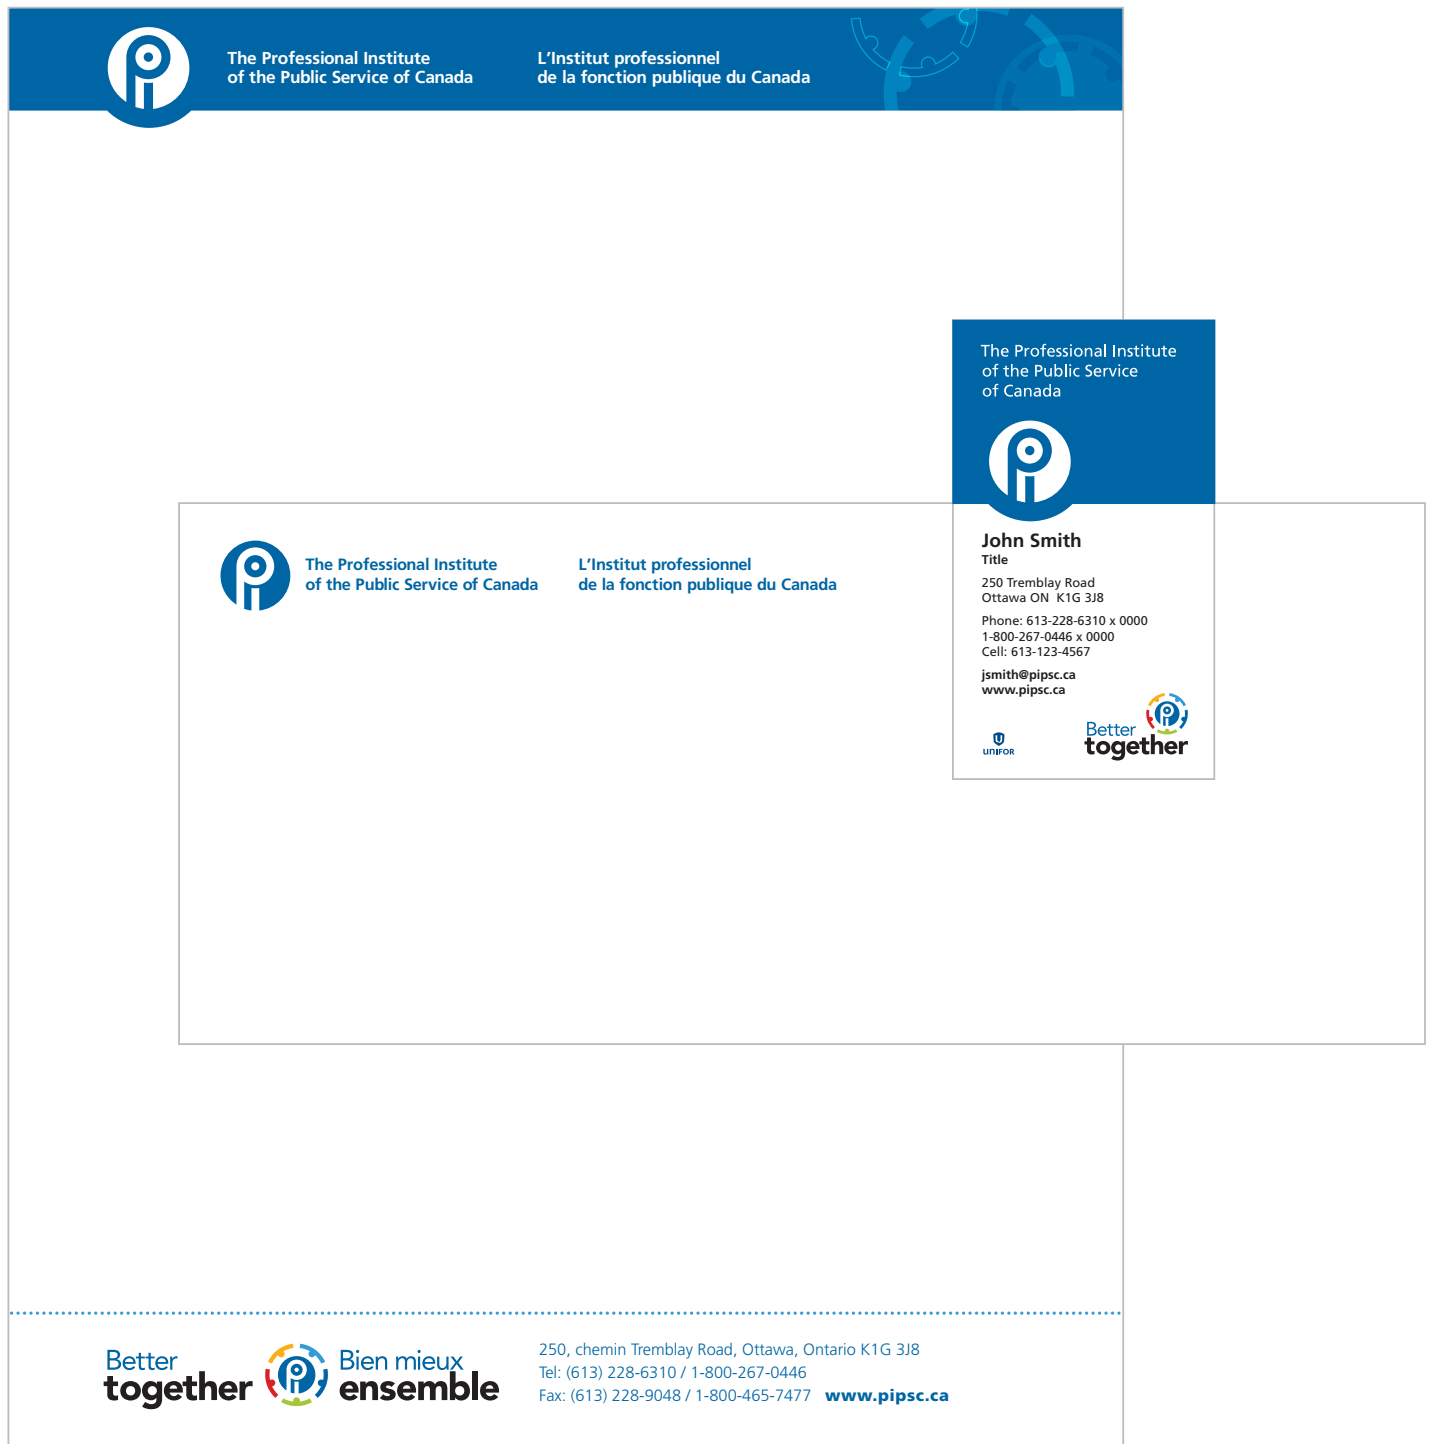 The Professional Institute
of the Public Service of Canada
L’Institut professionnel
de la fonction publique du Canada
The Professional Institute
of the Public Service
of Canada
The Professional Institute
of the Public Service of Canada
L’Institut professionnel
de la fonction publique du Canada
John Smith
Title
250 Tremblay Road
Ottawa ON K1G 3J8
Phone: 613-228-6310 x 0000
1-800-267-0446 x 0000
Cell: 613-123-4567
jsmith@pipsc.ca
www.pipsc.ca
UNIFOR
Better
together
Better
together
Bien mieux
ensemble
250, chemin Tremblay Road, Ottawa, Ontario K1G 3J8
Tel: (613) 228-6310 / 1-800-267-0446
Fax: (613) 228-9048 / 1-800-465-7477 www.pipsc.ca